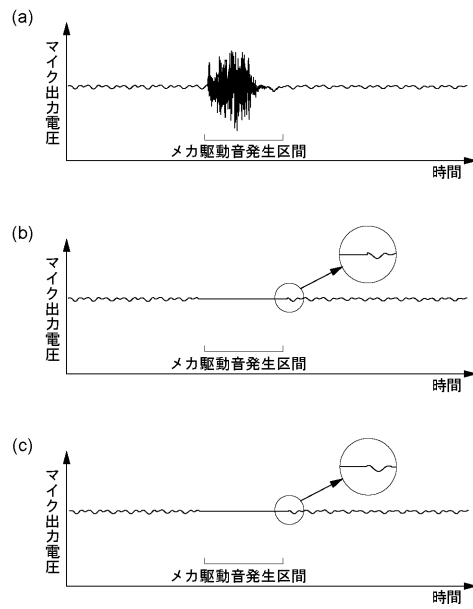 (a)
マイク出力電圧
メカ駆動音発生区間
時間
(b)
マイク出力電圧
メカ駆動音発生区間
時間
(c)
マイク出力電圧
メカ駆動音発生区間
時間